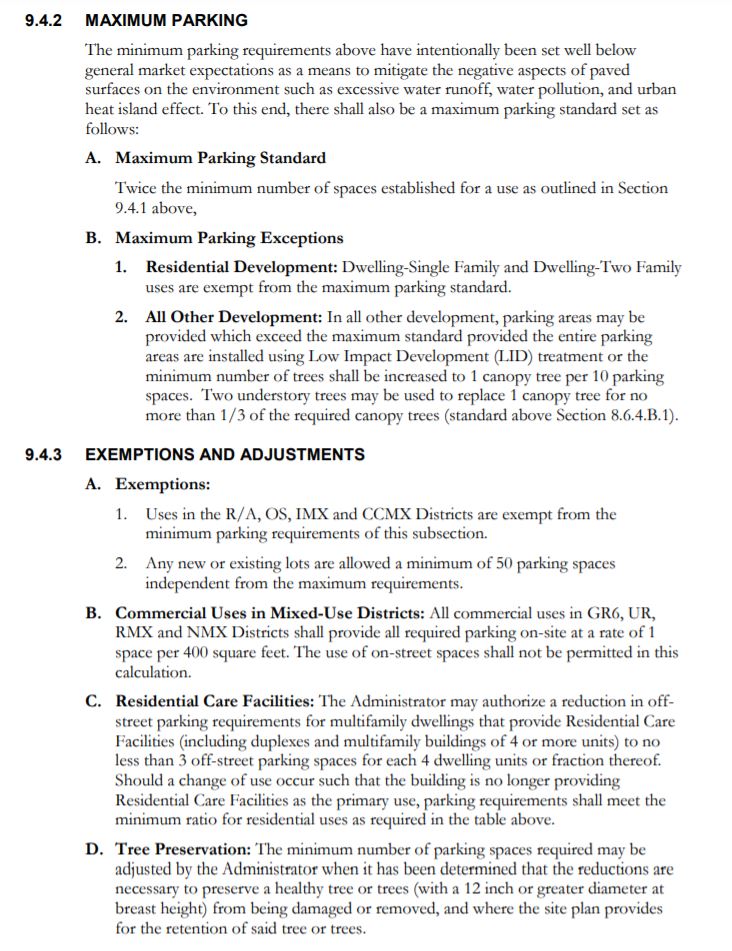 9.4.2 MAXIMUM PARKING
The minimum parking requirements above have intentionally been set well below
general market expectations as a means to mitigate the negative aspects of paved
surfaces on the environment such as excessive water runoff, water pollution, and urban
heat island effect. To this end, there shall also be a maximum parking standard set as
follows:
A. Maximum Parking Standard
Twice the minimum number of spaces established for a use as outlined in Section
9.4.1 above,
B. Maximum Parking Exceptions
1. Residential Development: Dwelling-Single Family and Dwelling-Two Family
uses are exempt from the maximum parking standard.
2. All Other Development: In all other development, parking areas may be
provided which exceed the maximum standard provided the entire parking
areas are installed using Low Impact Development (LID) treatment or the
minimum number of trees shall be increased to 1 canopy tree per 10 parking
spaces. Two understory trees may be used to replace 1 canopy tree for no
more than 1/3 of the required canopy trees (standard above Section 8.6.4.B.1).
9.4.3 EXEMPTIONS AND ADJUSTMENTS
A. Exemptions:
1. Uses in the R/A, OS, IMX and CCMX Districts are exempt from the
minimum parking requirements of this subsection.
2. Any new or existing lots are allowed a minimum of 50 parking spaces
independent from the maximum requirements.
B. Commercial Uses in Mixed-Use Districts: All commercial uses in GR6, UR,
RMX and NMX Districts shall provide all required parking on-site at a rate of 1
space per 400 square feet. The use of on-street spaces shall not be permitted in this
calculation.
C. Residential Care Facilities: The Administrator may authorize a reduction in off-
street parking requirements for multifamily dwellings that provide Residential Care
Facilities (including duplexes and multifamily buildings of 4 or more units) to no
less than 3 off-street parking spaces for each 4 dwelling units or fraction thereof.
Should a change of use occur such that the building is no longer providing
Residential Care Facilities as the primary use, parking requirements shall meet the
minimum ratio for residential uses as required in the table above.
D. Tree Preservation: The minimum number of parking spaces required may be
adjusted by the Administrator when it has been determined that the reductions are
necessary to preserve a healthy tree or trees (with a 12 inch or greater diameter at
breast height) from being damaged or removed, and where the site plan provides
for the retention of said tree or trees.